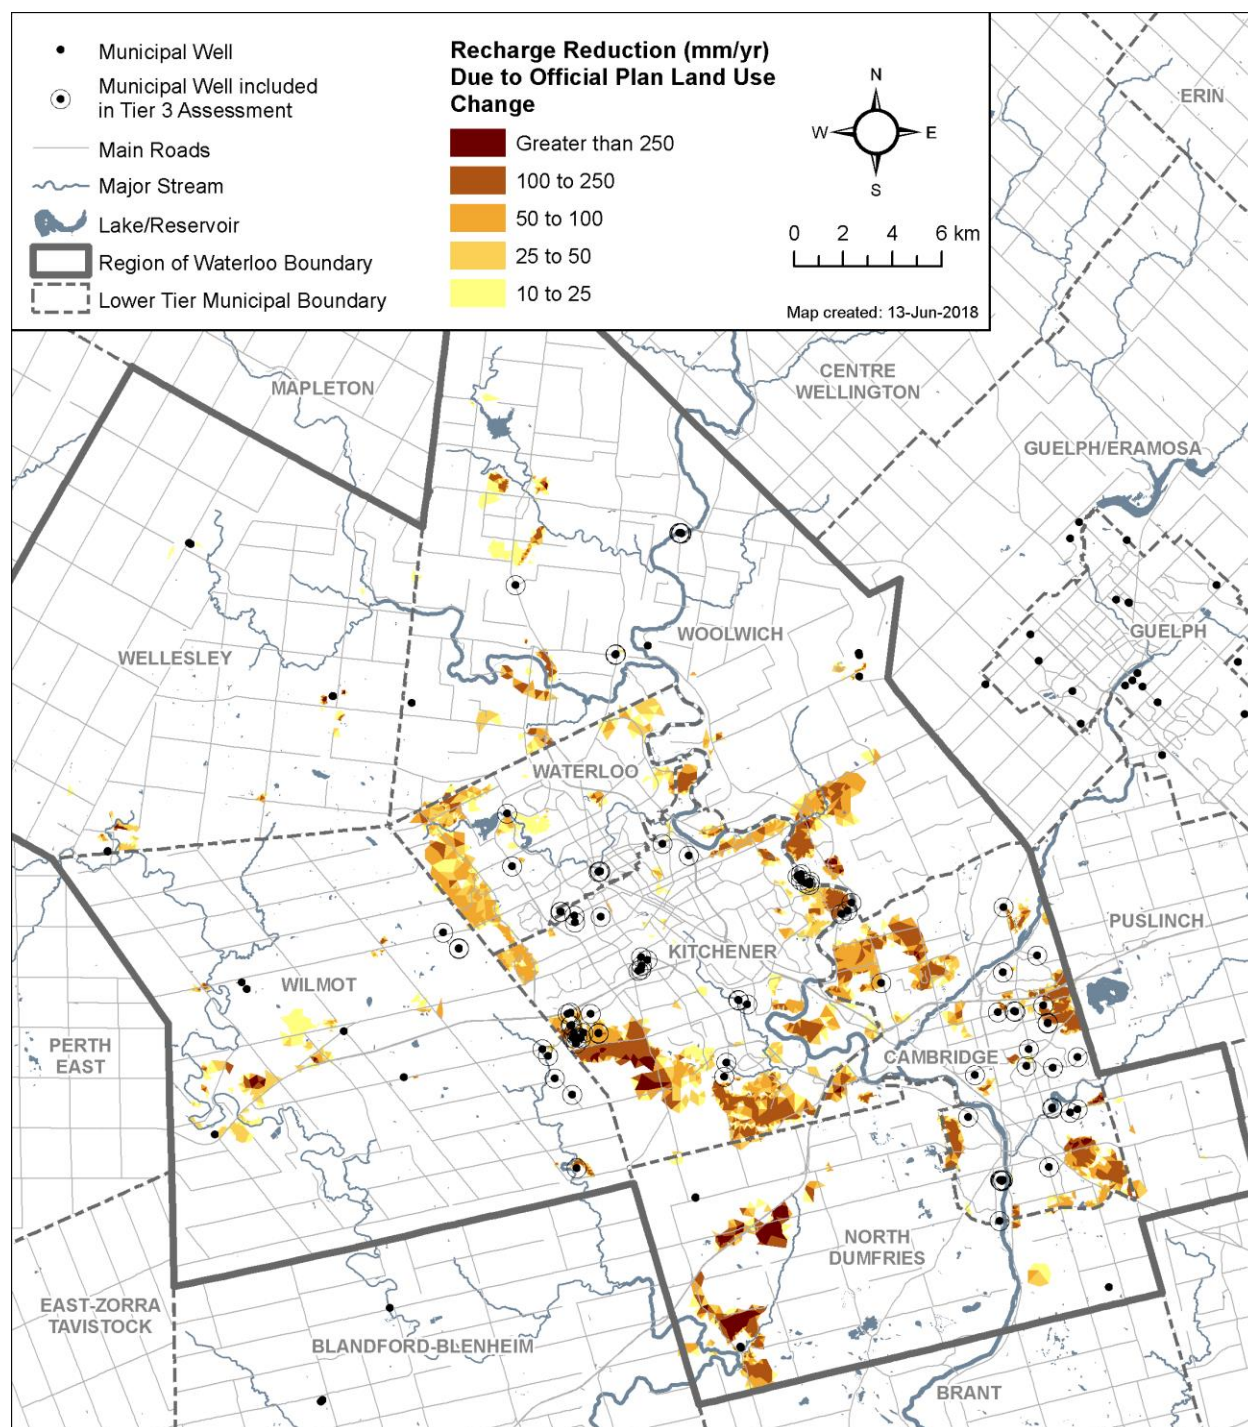 Municipal Well
Municipal Well included
in Tier 3 Assessment
Main Roads
Major Stream
Lake/Reservoir
Region of Waterloo Boundary
Lower Tier Municipal Boundary
Recharge Reduction (mm/yr)
Due to Official Plan Land Use
Change
Greater than 250
100 to 250
50 to 100
25 to 50
10 to 25
N
W
E
S
0 2 4 6 km
Map created: 13-Jun-2018
ERIN
MAPLETON
CENTRE
WELLINGTON
GUELPH/ERAMOSA
GUELPH
WOOLWICH
WELLESLEY
WATERLOO
PUSLINCH
KITCHENER
WILMOT
PERTH
EAST
CAMBRIDGE
NORTH
DUMFRIES
EAST-ZORRA
TAVISTOCK
BLANDFORD-BLENHEIM
BRANT